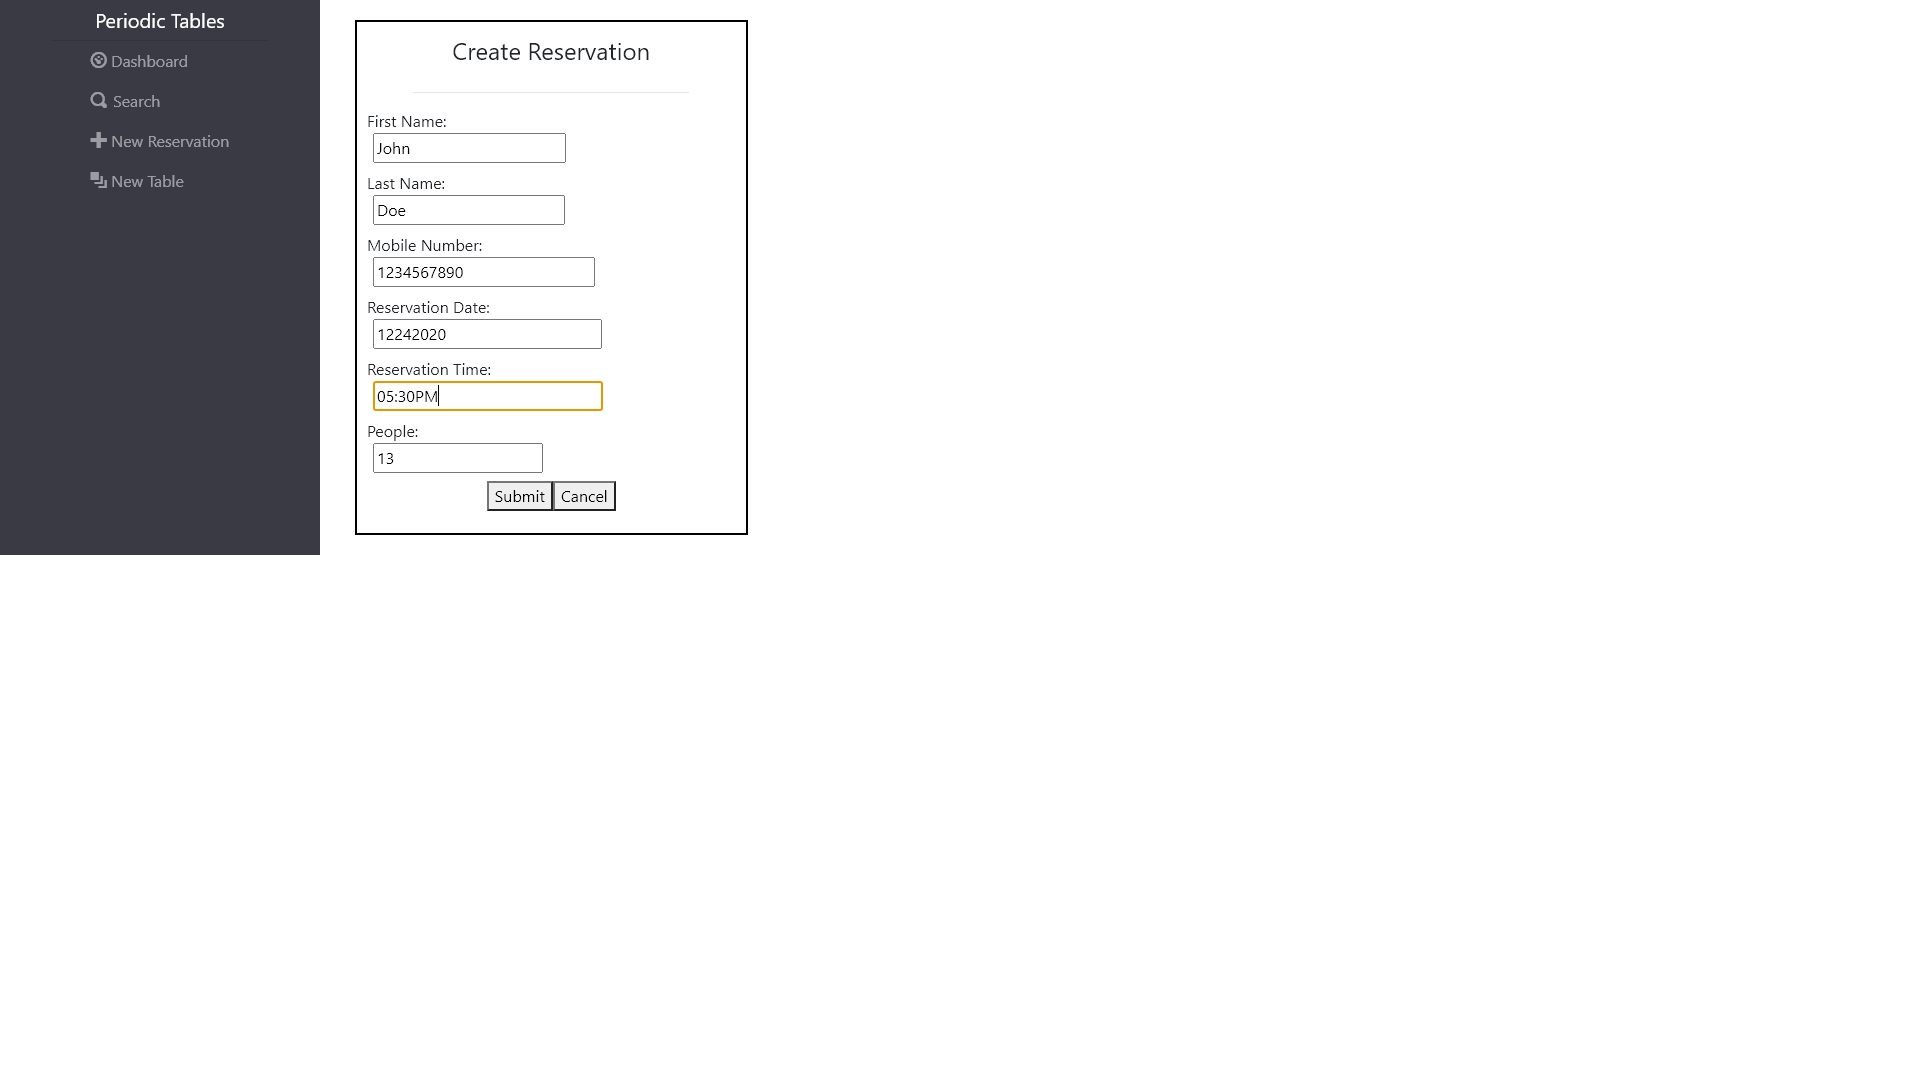 Periodic Tables
Dashboard
Search
New Reservation
New Table
Create Reservation
First Name:
John
Last Name:
Doe
Mobile Number:
1234567890
Reservation Date:
12242020
Reservation Time:
05:30PM
People:
13
Submit Cancel